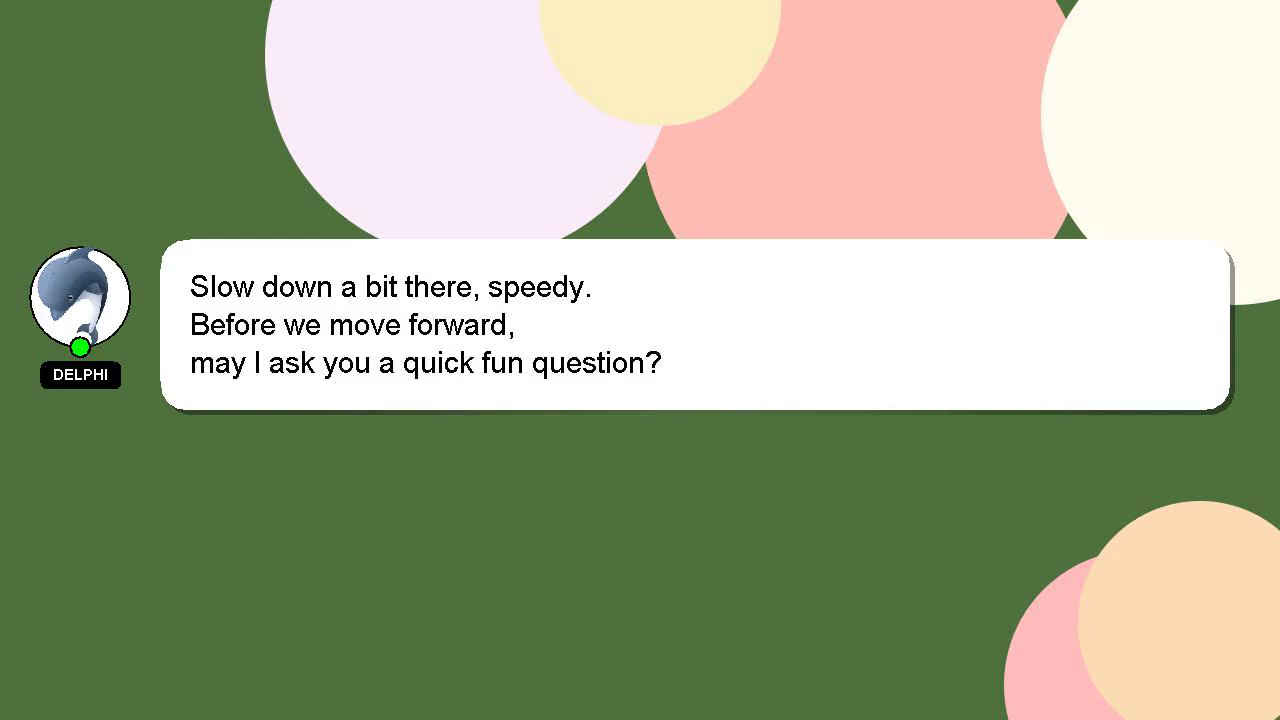 Slow down a bit there, speedy.
Before we move forward,
may I ask you a quick fun question?
DELPHI